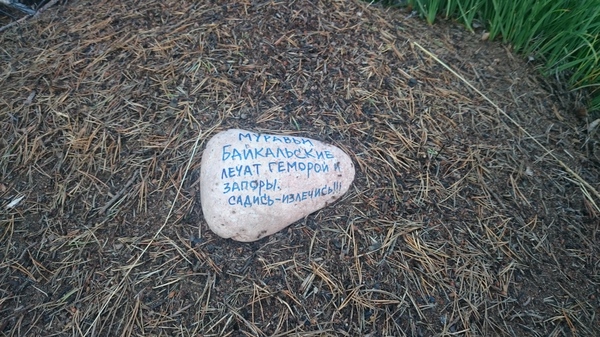 МУРАВЬИ
БАЙКАЛЬСКИЕ
ЛЕЧАТ ГЕМОРОЙ И
ЗАПОРЫ.
САДИСЬ-ИЗЛЕЧИСЬ!!!